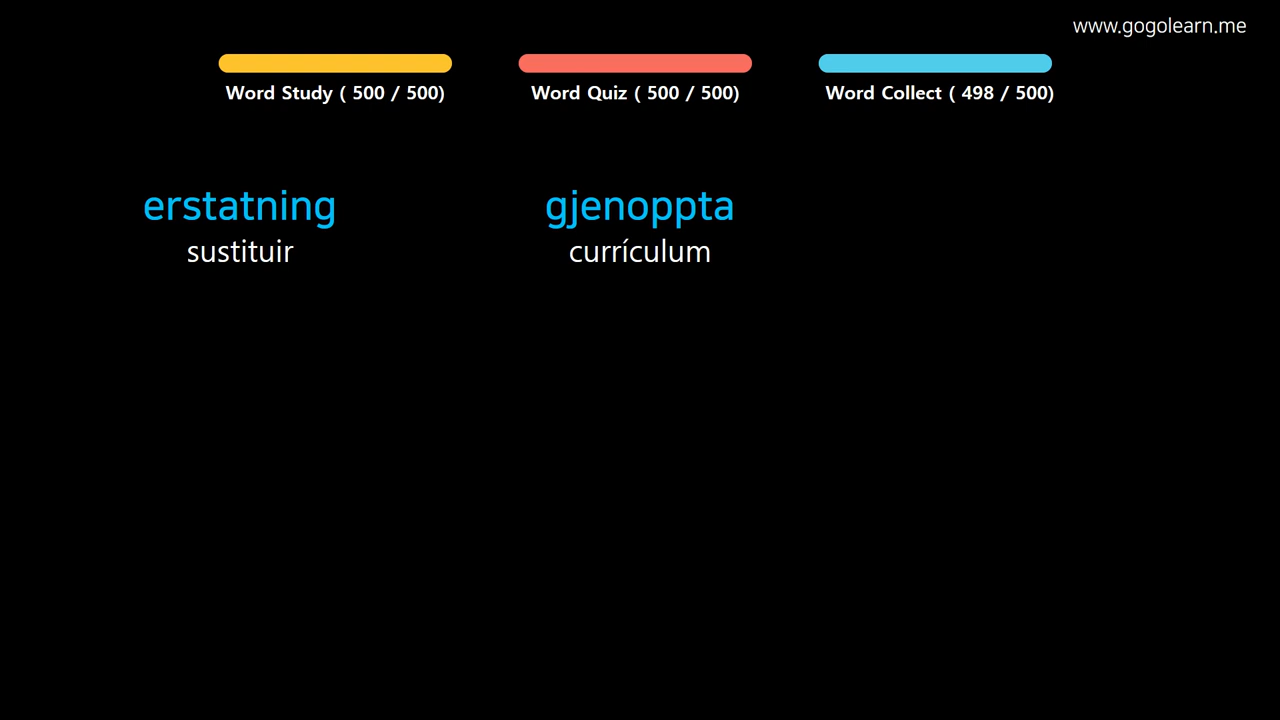 www.gogolearn.me
Word Study ( 500 / 500)
Word Quiz ( 500 / 500)
Word Collect ( 498 / 500)
erstatning
sustituir
gjenoppta
currículum